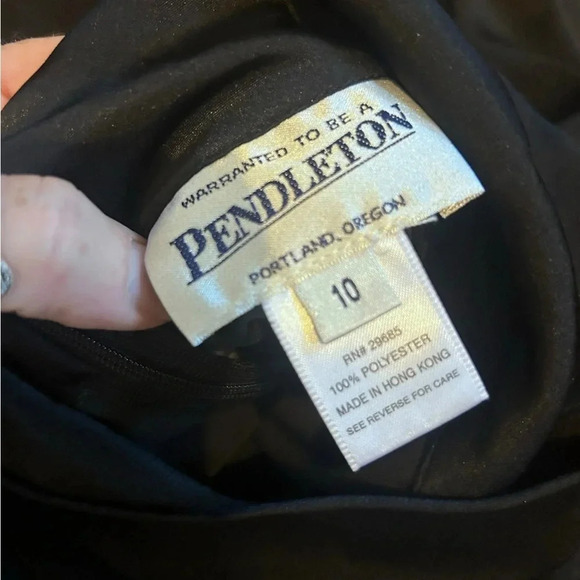 WARRANTED TO BE A
PENDLETON
PORTLAND, OREGON
10
RN# 29685
100% POLYESTER
MADE IN HONG KONG
SEE REVERSE FOR CARE